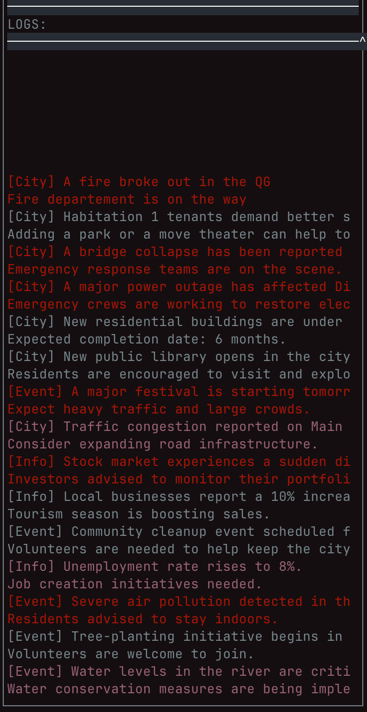 LOGS:
^
[City] A fire broke out in the QG
Fire departement is on the way
[City] Habitation 1 tenants demand better s
Adding a park or a move theater can help to
[City] A bridge collapse has been reported
Emergency response teams are on the scene.
[City] A major power outage has affected Di
Emergency crews are working to restore elec
[City] New residential buildings are under
Expected completion date: 6 months.
[City] New public library opens in the city
Residents are encouraged to visit and explo
[Event] A major festival is starting tomorr
Expect heavy traffic and large crowds.
[City] Traffic congestion reported on Main
Consider expanding road infrastructure.
[Info] Stock market experiences a sudden di
Investors advised to monitor their portfoli
[Info] Local businesses report a 10% increa
Tourism season is boosting sales.
[Event] Community cleanup event scheduled f
Volunteers are needed to help keep the city
[Info] Unemployment rate rises to 8%.
Job creation initiatives needed.
[Event] Severe air pollution detected in th
Residents advised to stay indoors.
[Event] Tree-planting initiative begins in
Volunteers are welcome to join.
[Event] Water levels in the river are criti
Water conservation measures are being imple